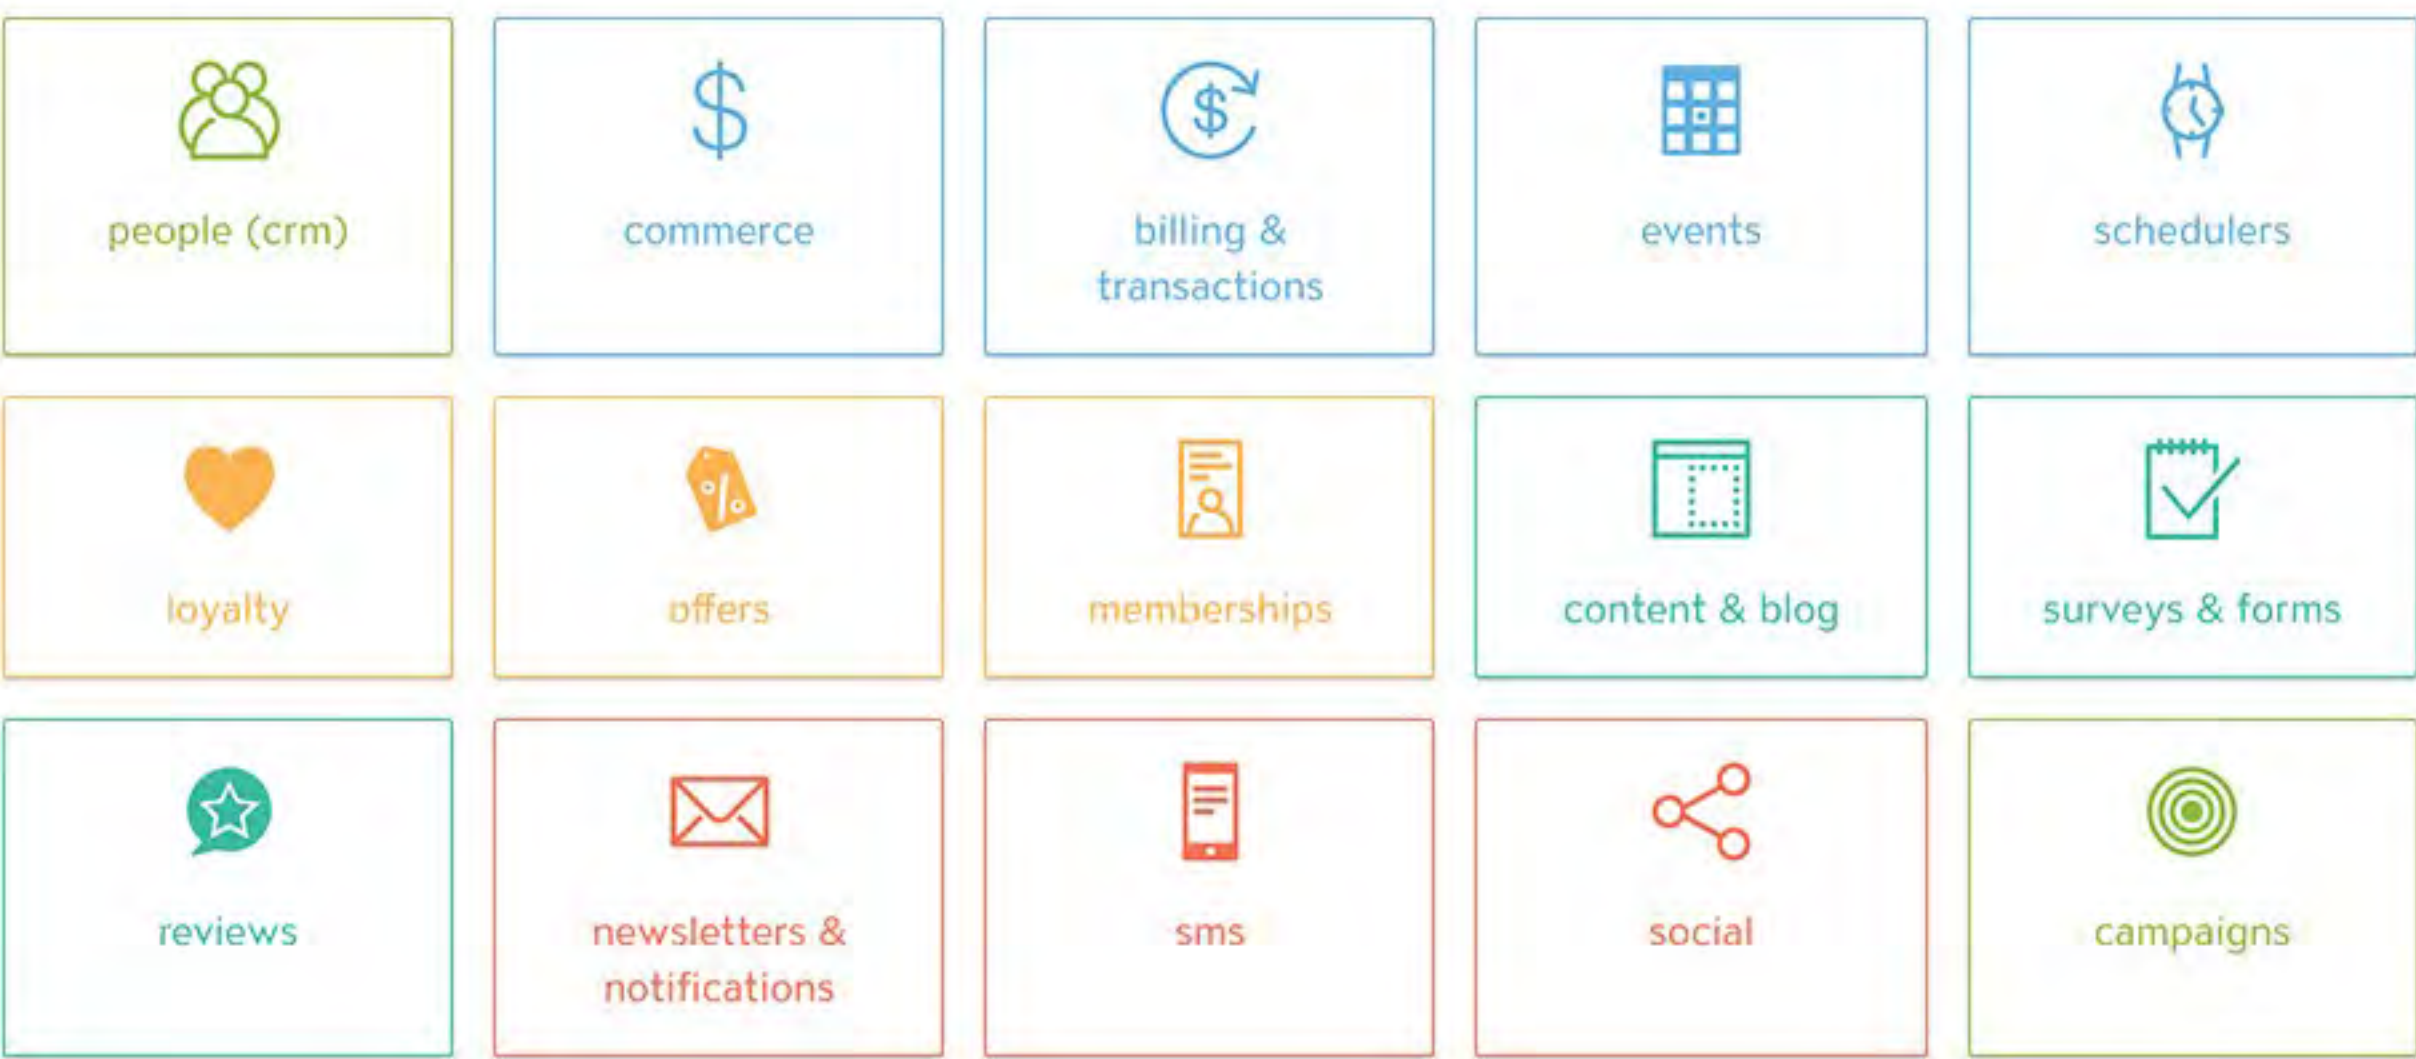 people (crm)
commerce
billing &
transactions
events
schedulers
loyalty
offers
memberships
content & blog
surveys & forms
reviews
newsletters &
notifications
sms
social
campaigns